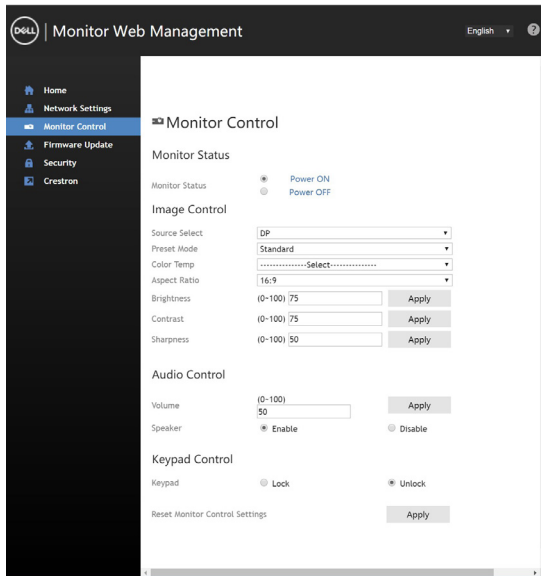 DELL | Monitor Web Management English
?
Home
Network Settings
Monitor Control
Firmware Update
Security
Crestron
Monitor Control
Monitor Status
Monitor Status Power ON
Power OFF
Image Control
Source Select DP
Preset Mode Standard
Color Temp ---------------Select---------------
Aspect Ratio 16:9
Brightness (0~100) 75 Apply
Contrast (0~100) 75 Apply
Sharpness (0~100) 50 Apply
Audio Control
(0~100)
Volume 50 Apply
Speaker Enable Disable
Keypad Control
Keypad Lock Unlock
Reset Monitor Control Settings Apply